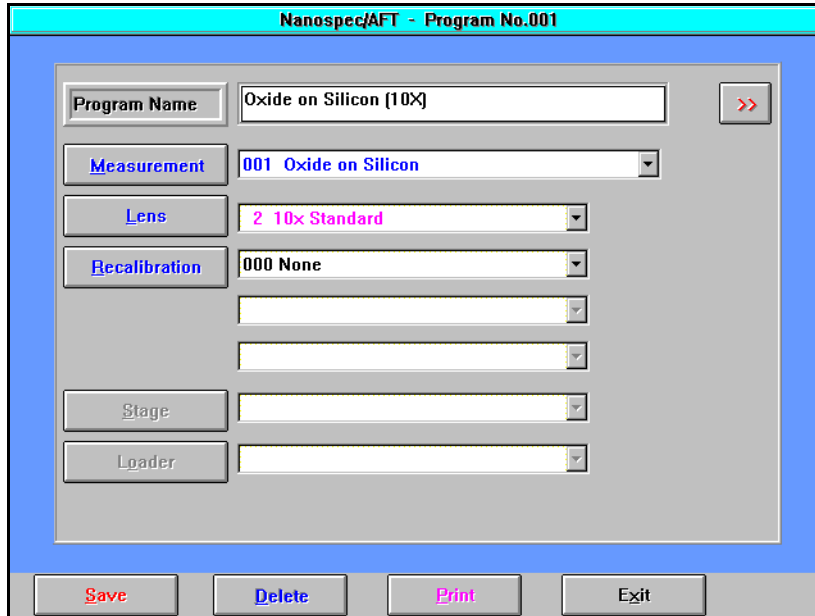 Nanospec/AFT - Program No.001
Program Name
Oxide on Silicon (10X)
>>
Measurement
001 Oxide on Silicon
Lens
2 10x Standard
Recalibration
000 None
Stage
Loader
Save
Delete
Print
Exit